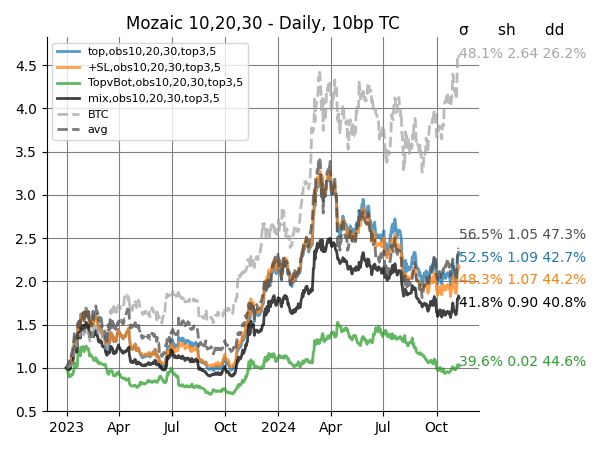 Mozaic 10,20,30 - Daily, 10bp TC
σ sh dd
top,obs10,20,30,top3,5
+SL,obs10,20,30,top3,5
TopvBot,obs10,20,30,top3,5
mix,obs10,20,30,top3,5
BTC
avg
48.1% 2.64 26.2%
56.5% 1.05 47.3%
52.5% 1.09 42.7%
48.3% 1.07 44.2%
41.8% 0.90 40.8%
39.6% 0.02 44.6%
4.5
4.0
3.5
3.0
2.5
2.0
1.5
1.0
0.5
2023 Apr Jul Oct 2024 Apr Jul Oct